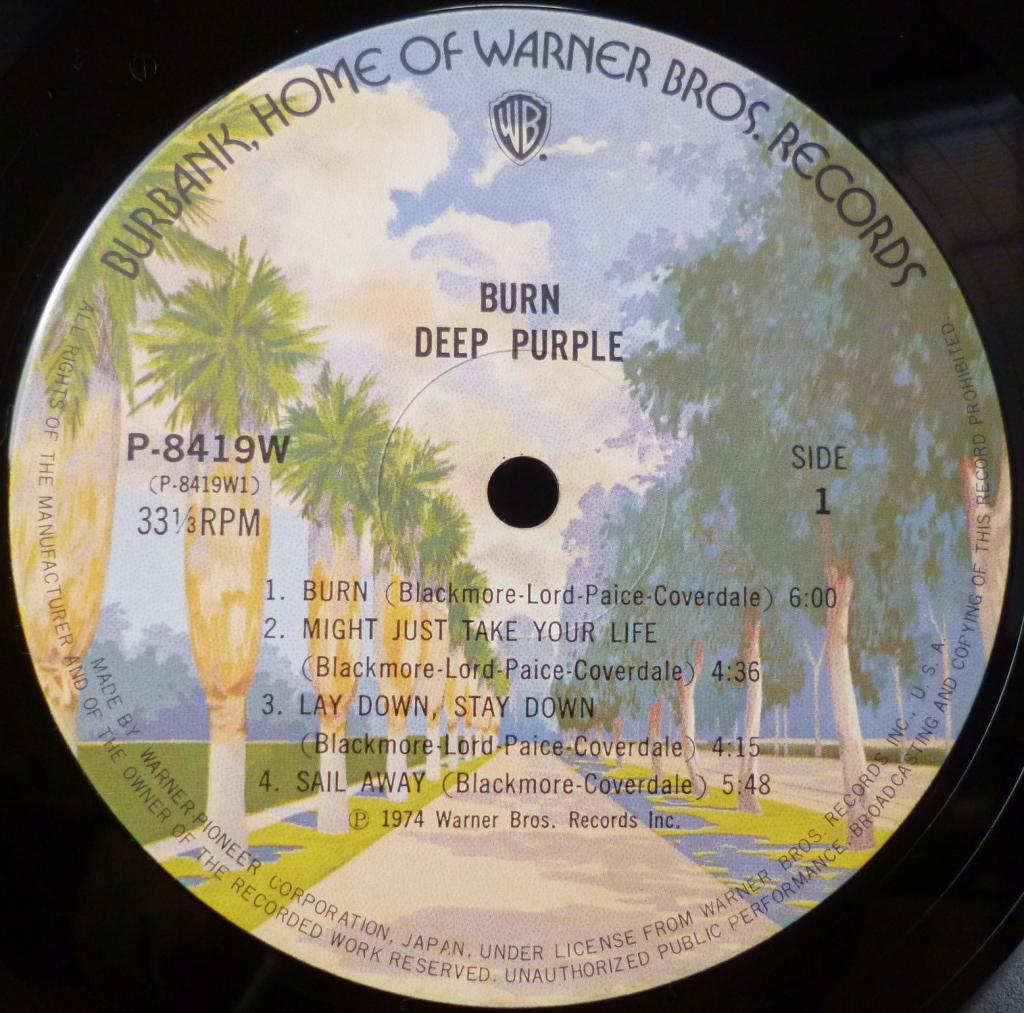 BURBANK, HOME OF WARNER BROS. RECORDS
WB
BURN
DEEP PURPLE
P-8419W
(P-8419W1)
33⅓RPM
SIDE
1
1. BURN (Blackmore-Lord-Paice-Coverdale) 6:00
2. MIGHT JUST TAKE YOUR LIFE
(Blackmore-Lord-Paice-Coverdale) 4:36
3. LAY DOWN, STAY DOWN
(Blackmore-Lord-Paice-Coverdale) 4:15
4. SAIL AWAY (Blackmore-Coverdale) 5:48
Ⓟ 1974 Warner Bros. Records Inc.
MADE BY WARNER-PIONEER CORPORATION, JAPAN, UNDER LICENSE FROM WARNER BROS. RECORDS INC., U. S. A.
ALL RIGHTS OF THE MANUFACTURER AND OF THE OWNER OF THE RECORDED WORK RESERVED. UNAUTHORIZED PUBLIC PERFORMANCE, BROADCASTING AND COPYING OF THIS RECORD PROHIBITED.